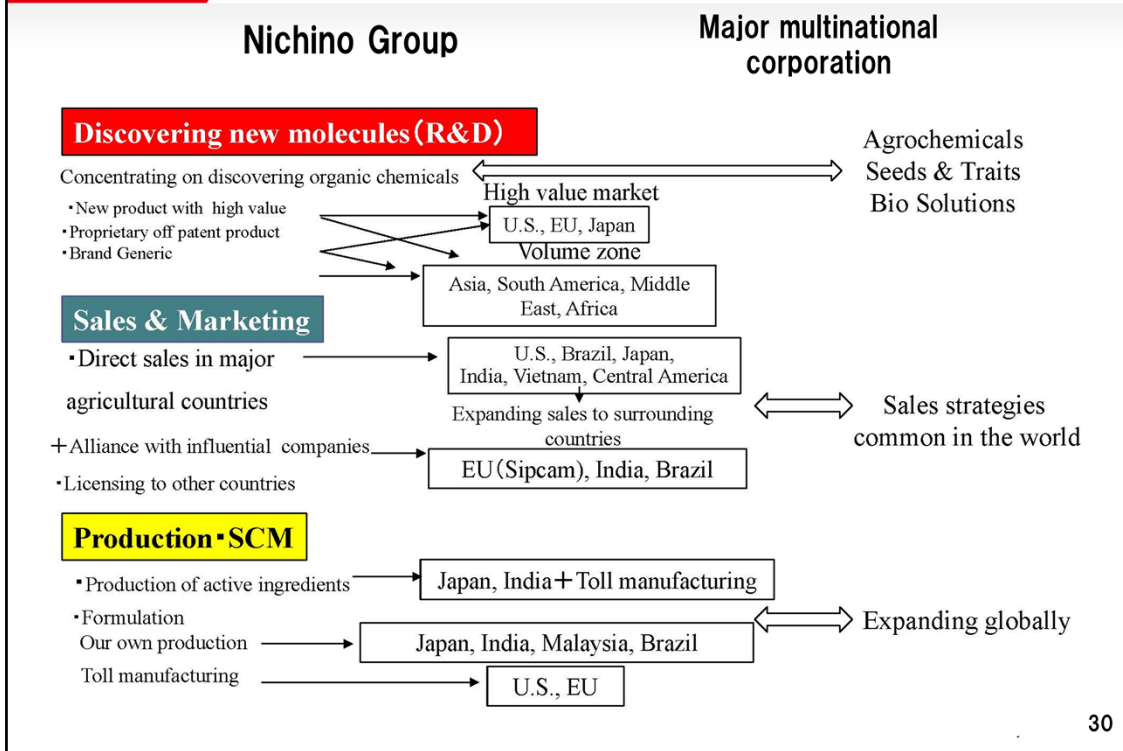 Nichino Group
Major multinational
corporation
Discovering new molecules(R&D)
Concentrating on discovering organic chemicals
・New product with high value
・Proprietary off patent product
・Brand Generic
High value market
U.S., EU, Japan
Volume zone
Asia, South America, Middle
East, Africa
Agrochemicals
Seeds & Traits
Bio Solutions
Sales & Marketing
・Direct sales in major
agricultural countries
U.S., Brazil, Japan,
India, Vietnam, Central America
Expanding sales to surrounding
countries
+Alliance with influential companies
EU(Sipcam), India, Brazil
・Licensing to other countries
Sales strategies
common in the world
Production・SCM
・Production of active ingredients
Japan, India+Toll manufacturing
・Formulation
Our own production
Japan, India, Malaysia, Brazil
Toll manufacturing
U.S., EU
Expanding globally
30